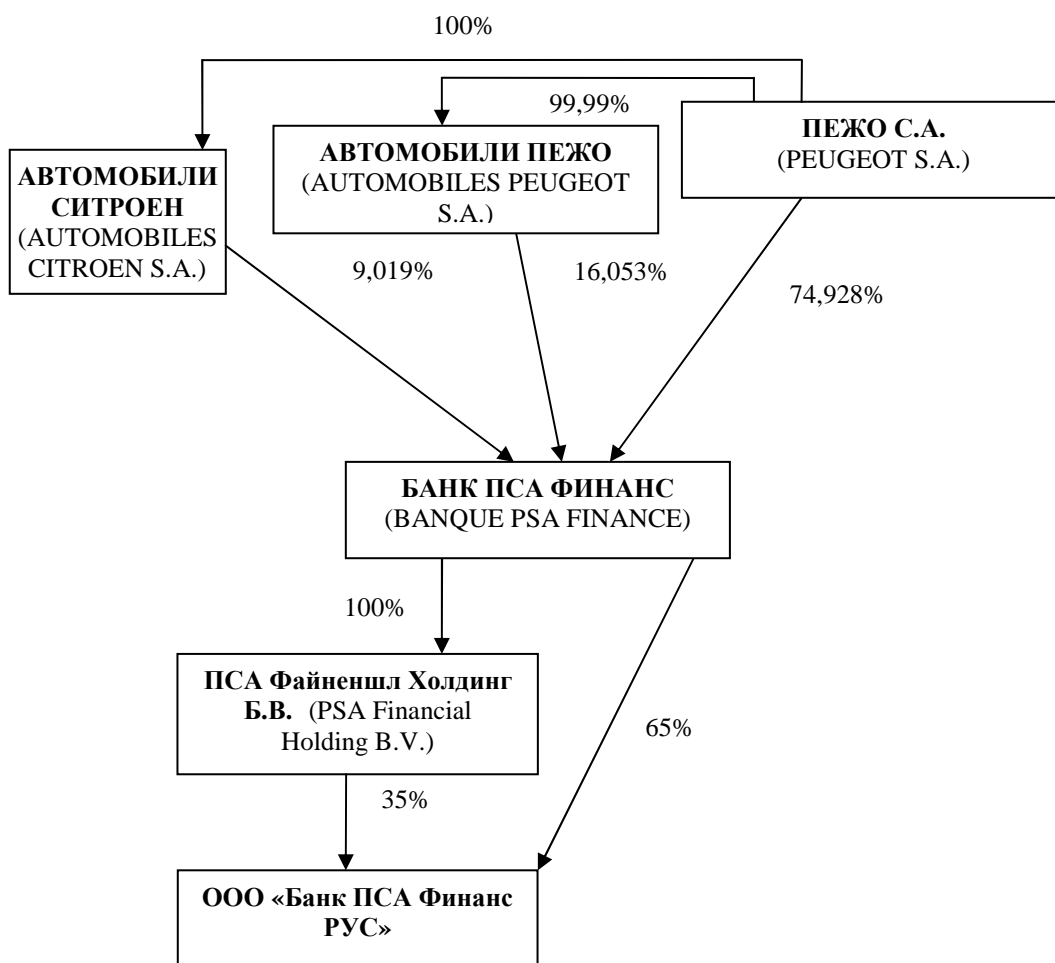 100%
99,99%
ПЕЖО С.А.
(PEUGEOT S.A.)
АВТОМОБИЛИ ПЕЖО
(AUTOMOBILES PEUGEOT
S.A.)
АВТОМОБИЛИ
СИТРОЕН
(AUTOMOBILES
CITROEN S.A.)
9,019%
16,053%
74,928%
БАНК ПСА ФИНАНС
(BANQUE PSA FINANCE)
100%
ПСА Файненшл Холдинг
Б.В. (PSA Financial
Holding B.V.)
65%
35%
ООО «Банк ПСА Финанс
РУС»